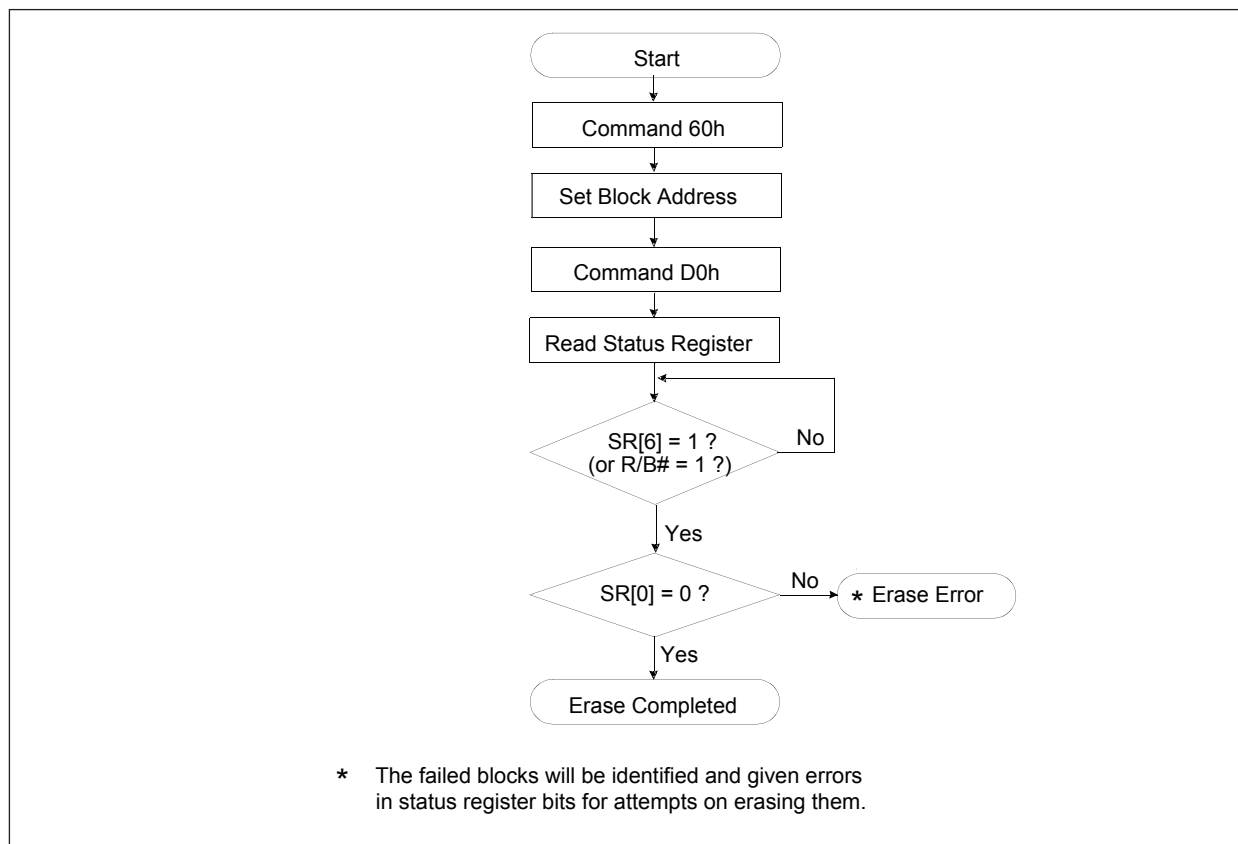 Start
Command 60h
Set Block Address
Command D0h
Read Status Register
SR[6] = 1 ?
(or R/B# = 1 ?)
No
Yes
SR[0] = 0 ?
No
* Erase Error
Yes
Erase Completed
* The failed blocks will be identified and given errors
in status register bits for attempts on erasing them.